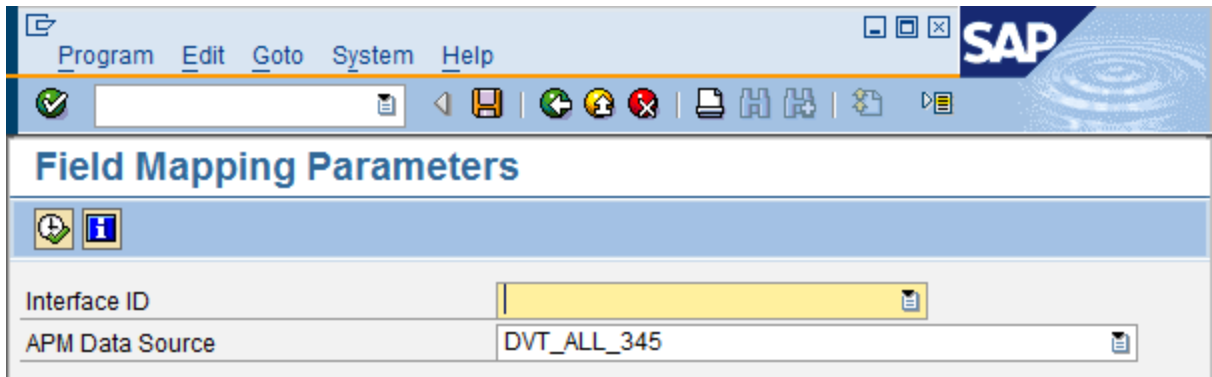 Program Edit Goto System Help
SAP
Field Mapping Parameters
Interface ID
APM Data Source DVT_ALL_345